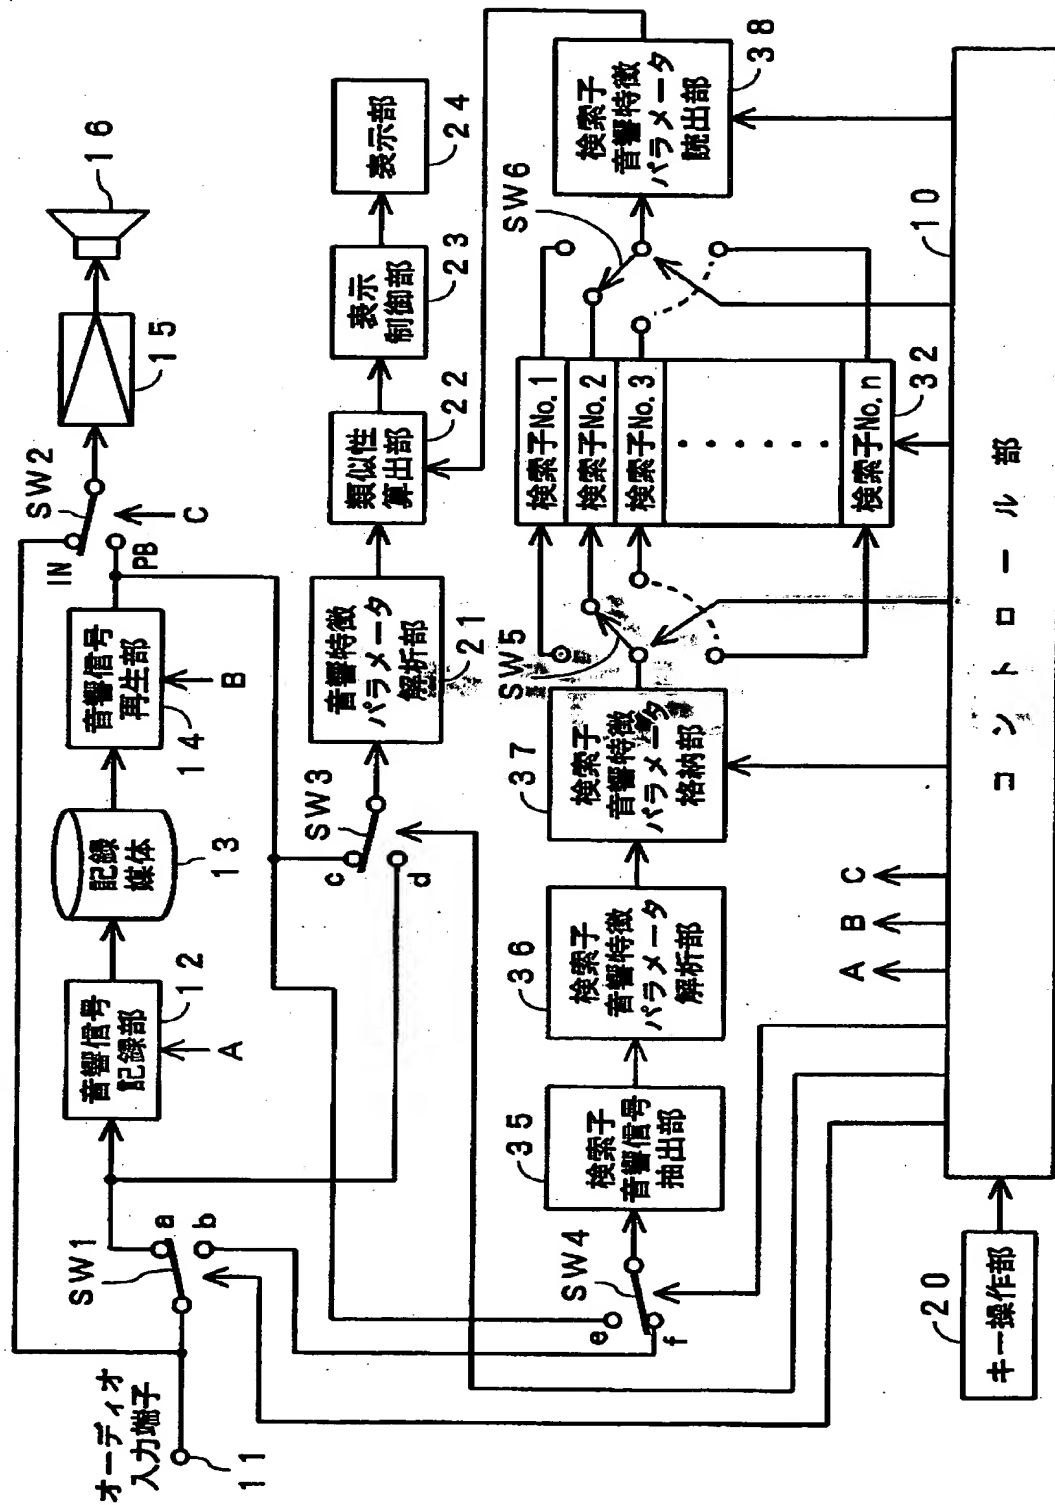 オーディオ
入力端子
11
SW1
a
b
音響信号
記録部
12
A
記録
媒体
13
音響信号
再生部
14
B
IN
PB
SW2
C
15
16
SW3
c
d
音響特徴
パラメータ
解析部
21
類似性
算出部
22
表示
制御部
23
表示部
24
SW4
e
f
35
検索子
音響信号
抽出部
36
検索子
音響特徴
パラメータ
解析部
37
検索子
音響特徴
パラメータ
格納部
SW5
検索子No.1
検索子No.2
検索子No.3
検索子No,n
32
SW6
検索子
音響特徴
パラメータ
読出部
38
A
B
C
10
コントロール部
20
キー操作部